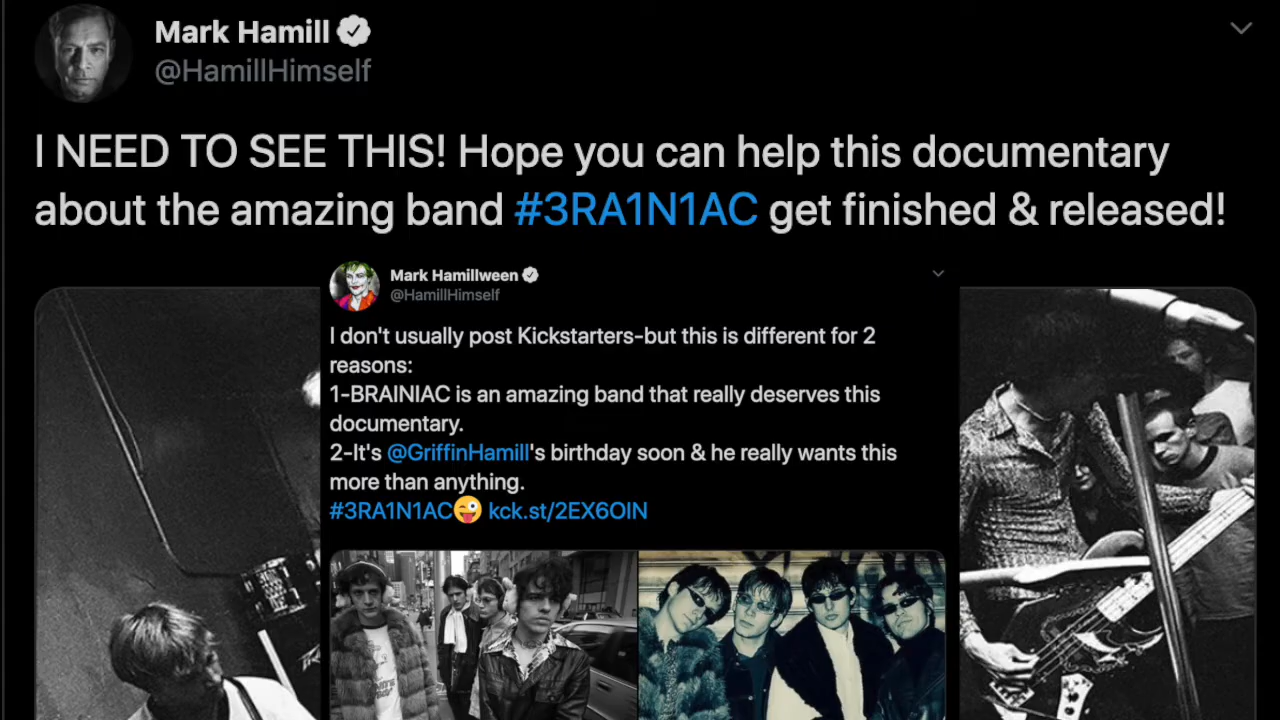 Mark Hamill
@HamillHimself
I NEED TO SEE THIS! Hope you can help this documentary
about the amazing band #3RA1N1AC get finished & released!
Mark Hamillween
@HamillHimself
I don't usually post Kickstarters-but this is different for 2
reasons:
1-BRAINIAC is an amazing band that really deserves this
documentary.
2-It's @GriffinHamill's birthday soon & he really wants this
more than anything.
#3RA1N1AC😜 kck.st/2EX6OIN